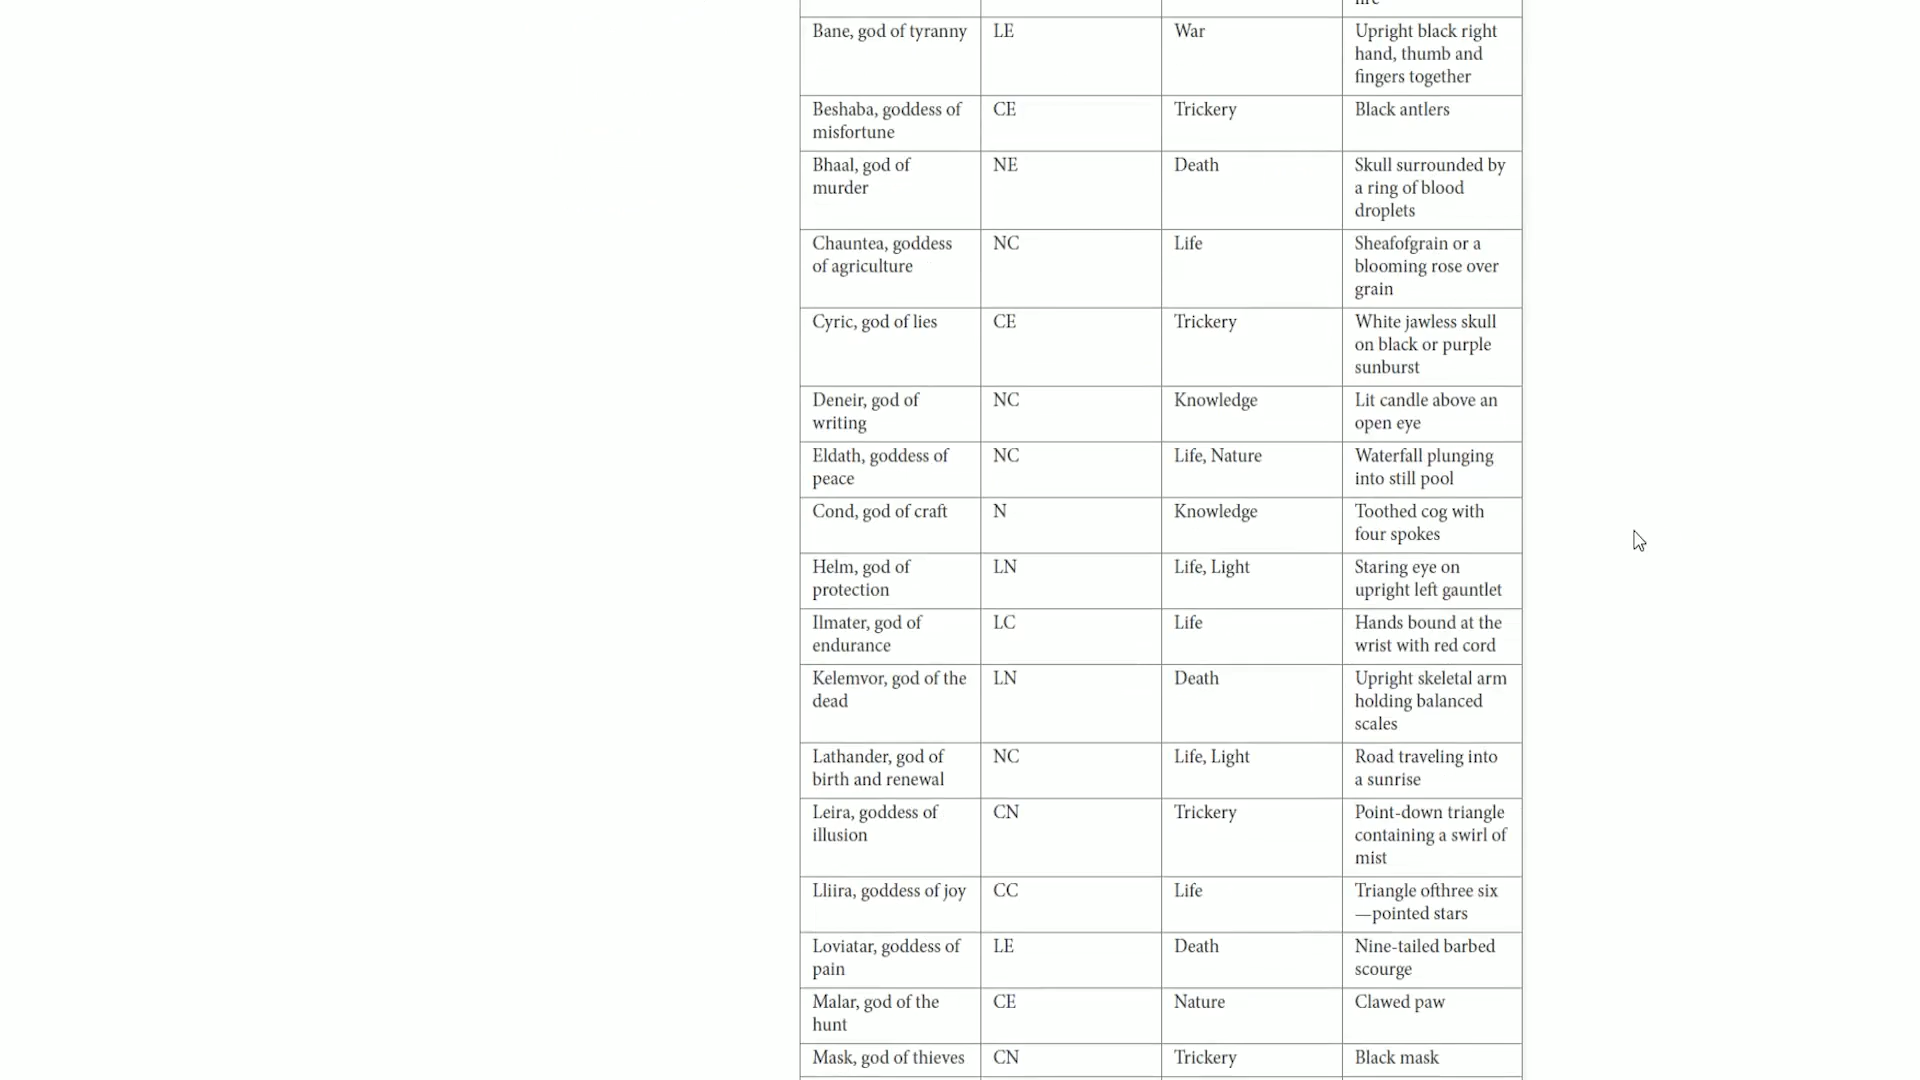 Bane, god of tyranny LE War Upright black right
hand, thumb and
fingers together
Beshaba, goddess of CE Trickery Black antlers
misfortune
Bhaal, god of NE Death Skull surrounded by
murder a ring of blood
droplets
Chauntea, goddess NC Life Sheafofgrain or a
of agriculture blooming rose over
grain
Cyric, god of lies CE Trickery White jawless skull
on black or purple
sunburst
Deneir, god of NC Knowledge Lit candle above an
writing open eye
Eldath, goddess of NC Life, Nature Waterfall plunging
peace into still pool
Cond, god of craft N Knowledge Toothed cog with
four spokes
Helm, god of LN Life, Light Staring eye on
protection upright left gauntlet
Ilmater, god of LC Life Hands bound at the
endurance wrist with red cord
Kelemvor, god of the LN Death Upright skeletal arm
dead holding balanced
scales
Lathander, god of NC Life, Light Road traveling into
birth and renewal a sunrise
Leira, goddess of CN Trickery Point-down triangle
illusion containing a swirl of
mist
Lliira, goddess of joy CC Life Triangle ofthree six
—pointed stars
Loviatar, goddess of LE Death Nine-tailed barbed
pain scourge
Malar, god of the CE Nature Clawed paw
hunt
Mask, god of thieves CN Trickery Black mask